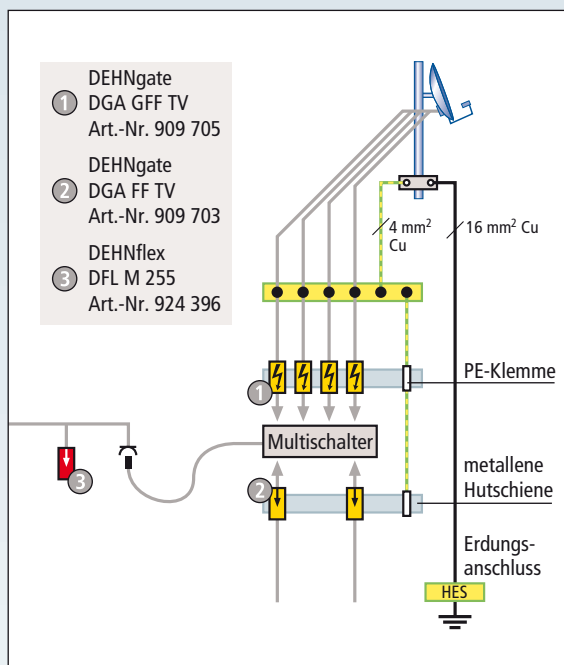 DEHNgate
1 DGA GFF TV
Art.-Nr. 909 705
DEHNgate
2 DGA FF TV
Art.-Nr. 909 703
DEHNflex
3 DFL M 255
Art.-Nr. 924 396
4 mm²
Cu
16 mm² Cu
1
PE-Klemme
Multischalter
3
2
metallene
Hutschiene
Erdungs-
anschluss
HES